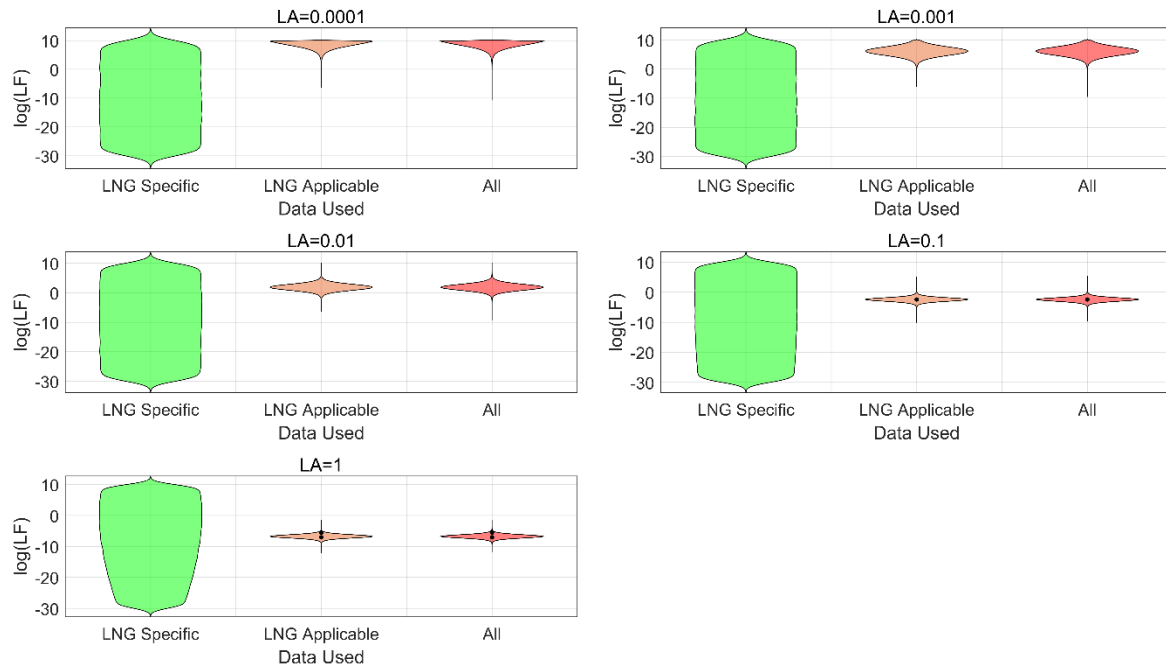 LA=0.0001
log(LF)
10
0
-10
-20
-30
LNG Specific LNG Applicable All
Data Used
LA=0.001
log(LF)
10
0
-10
-20
-30
LNG Specific LNG Applicable All
Data Used
LA=0.01
log(LF)
10
0
-10
-20
-30
LNG Specific LNG Applicable All
Data Used
LA=0.1
log(LF)
10
0
-10
-20
-30
LNG Specific LNG Applicable All
Data Used
LA=1
log(LF)
10
0
-10
-20
-30
LNG Specific LNG Applicable All
Data Used